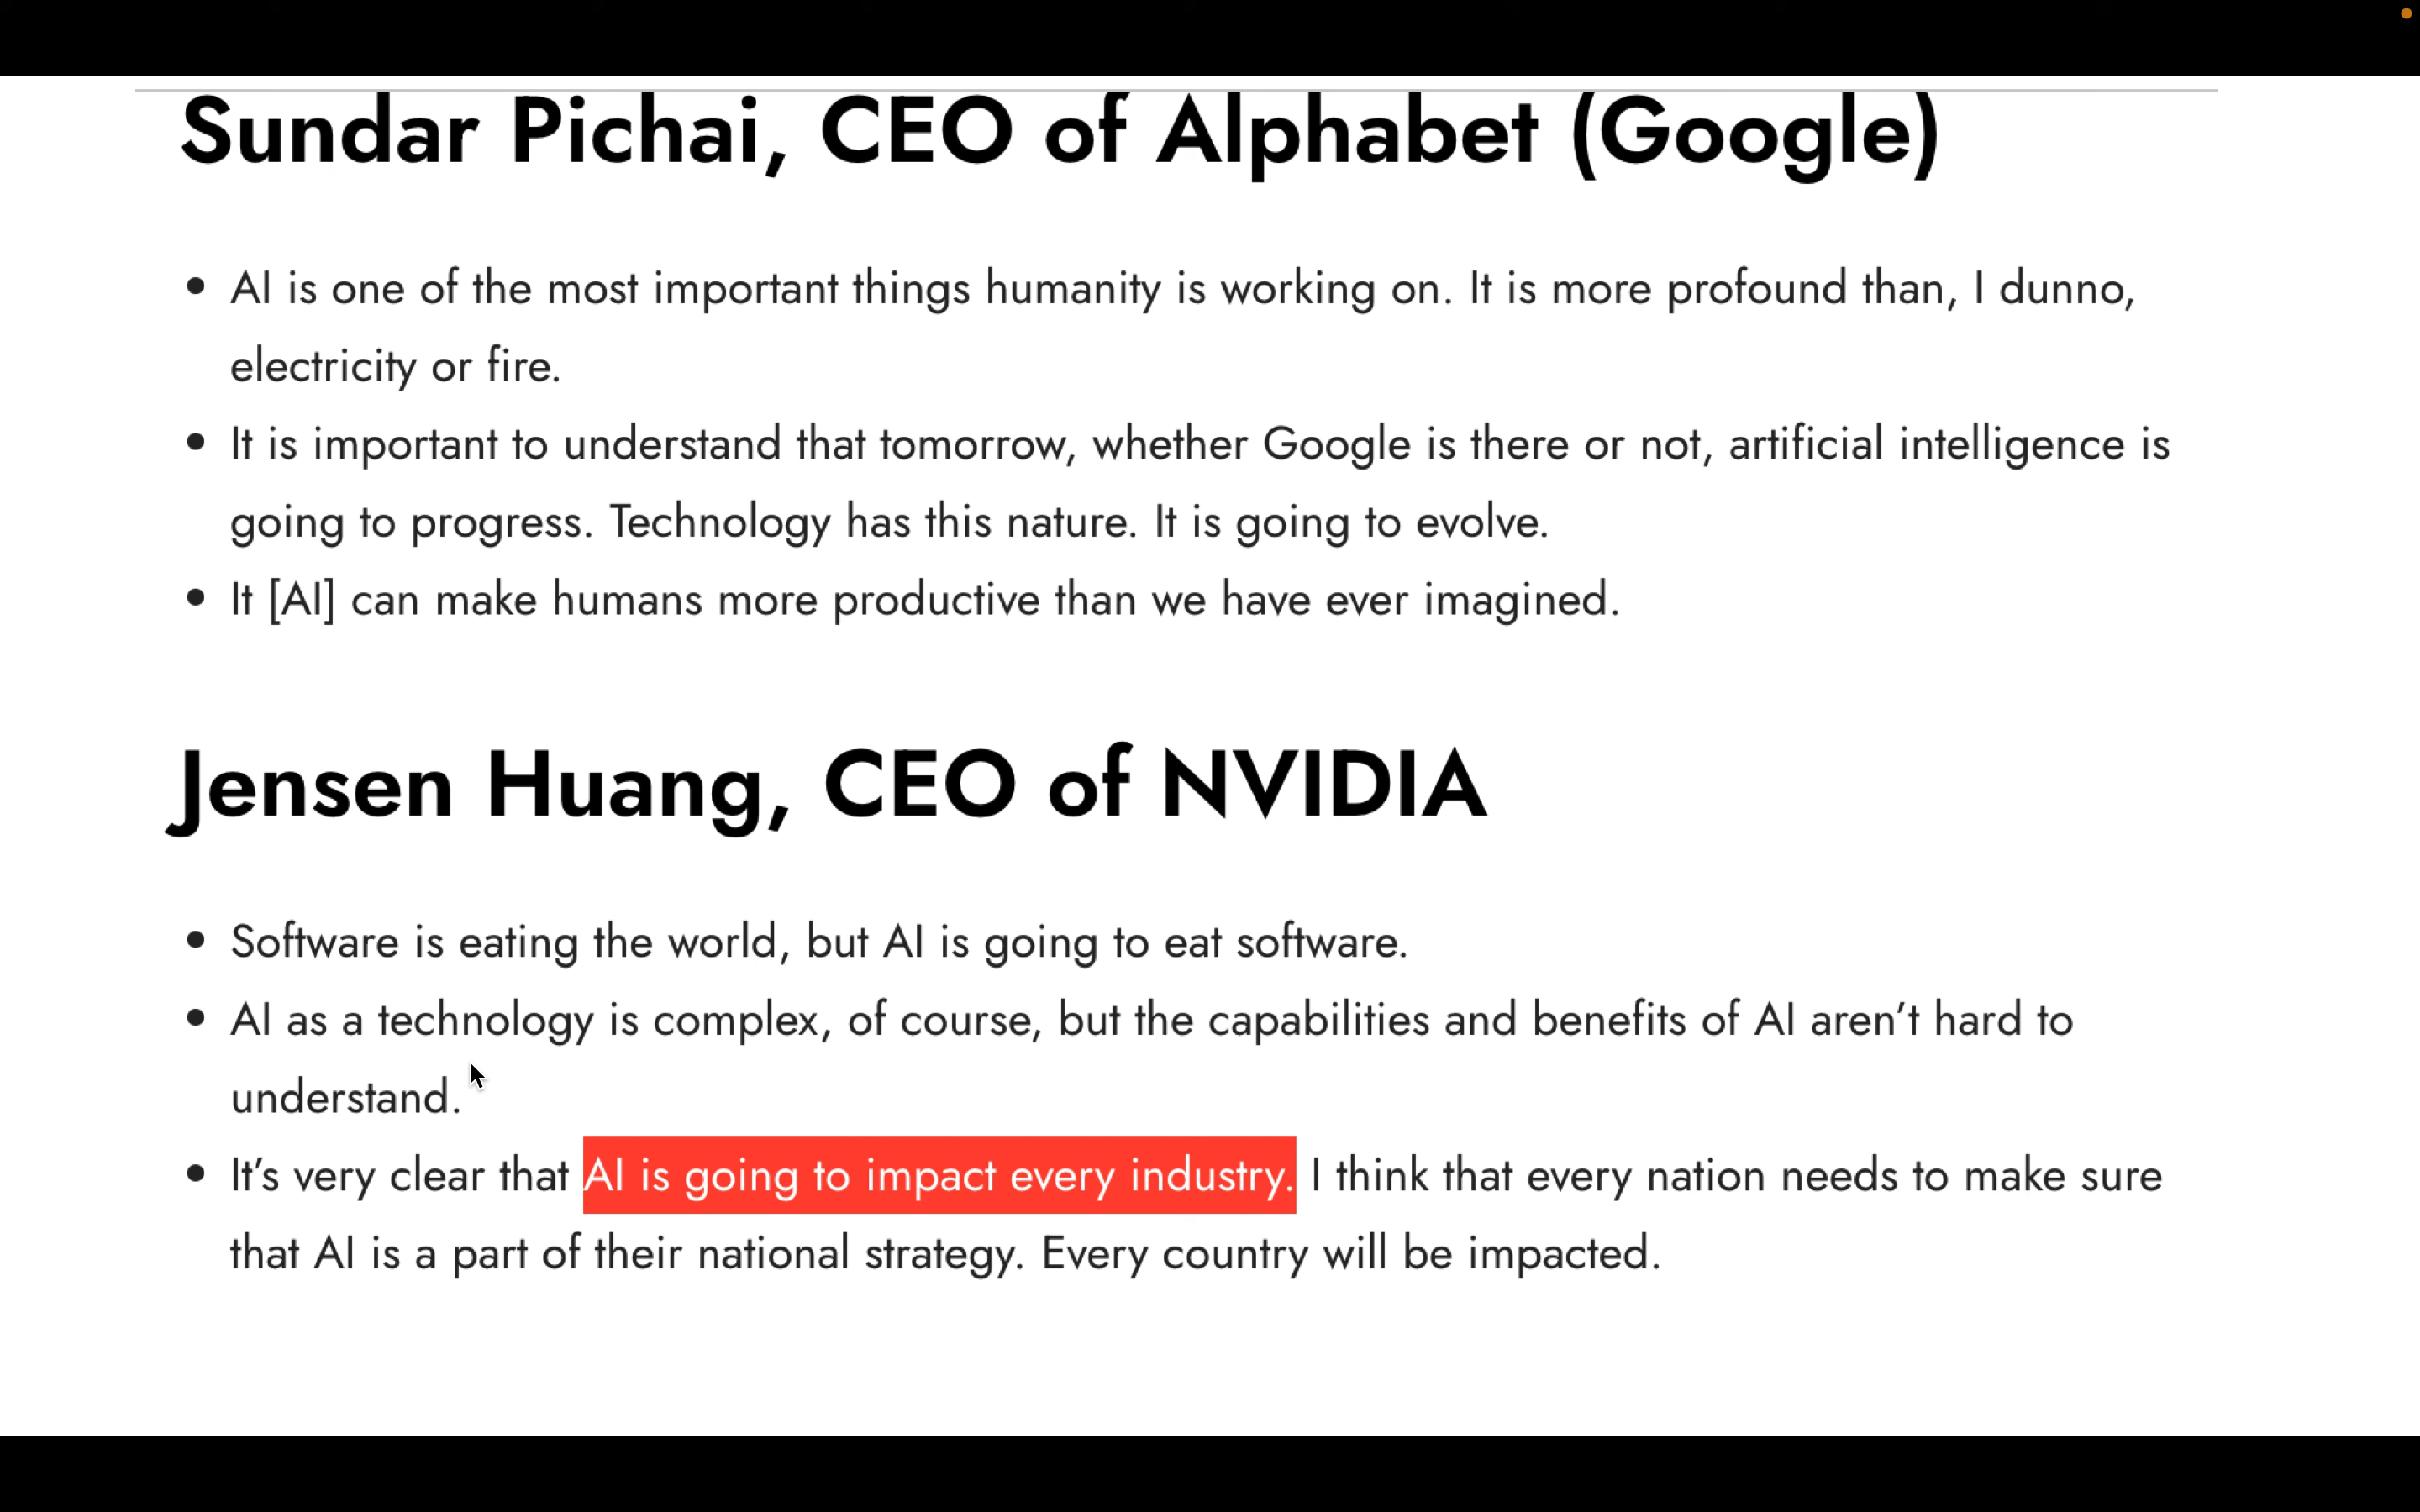 Sundar Pichai, CEO of Alphabet (Google)
• AI is one of the most important things humanity is working on. It is more profound than, I dunno,
electricity or fire.
• It is important to understand that tomorrow, whether Google is there or not, artificial intelligence is
going to progress. Technology has this nature. It is going to evolve.
• It [AI] can make humans more productive than we have ever imagined.
Jensen Huang, CEO of NVIDIA
• Software is eating the world, but AI is going to eat software.
• AI as a technology is complex, of course, but the capabilities and benefits of AI aren’t hard to
understand.
• It’s very clear that AI is going to impact every industry. I think that every nation needs to make sure
that AI is a part of their national strategy. Every country will be impacted.